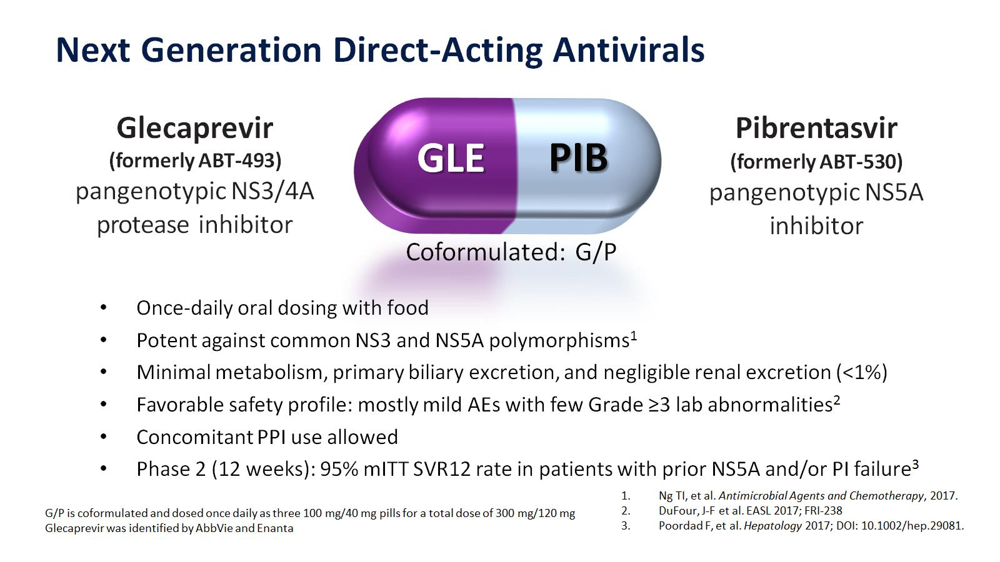 Next Generation Direct-Acting Antivirals
Glecaprevir
(formerly ABT-493)
pangenotypic NS3/4A
protease inhibitor
GLE
PIB
Coformulated: G/P
Pibrentasvir
(formerly ABT-530)
pangenotypic NS5A
inhibitor
• Once-daily oral dosing with food
• Potent against common NS3 and NS5A polymorphisms¹
• Minimal metabolism, primary biliary excretion, and negligible renal excretion (<1%)
• Favorable safety profile: mostly mild AEs with few Grade ≥3 lab abnormalities²
• Concomitant PPI use allowed
• Phase 2 (12 weeks): 95% mITT SVR12 rate in patients with prior NS5A and/or PI failure³
G/P is coformulated and dosed once daily as three 100 mg/40 mg pills for a total dose of 300 mg/120 mg
Glecaprevir was identified by AbbVie and Enanta
1. Ng TI, et al. Antimicrobial Agents and Chemotherapy, 2017.
2. DuFour, J-F et al. EASL 2017; FRI-238
3. Poordad F, et al. Hepatology 2017; DOI: 10.1002/hep.29081.